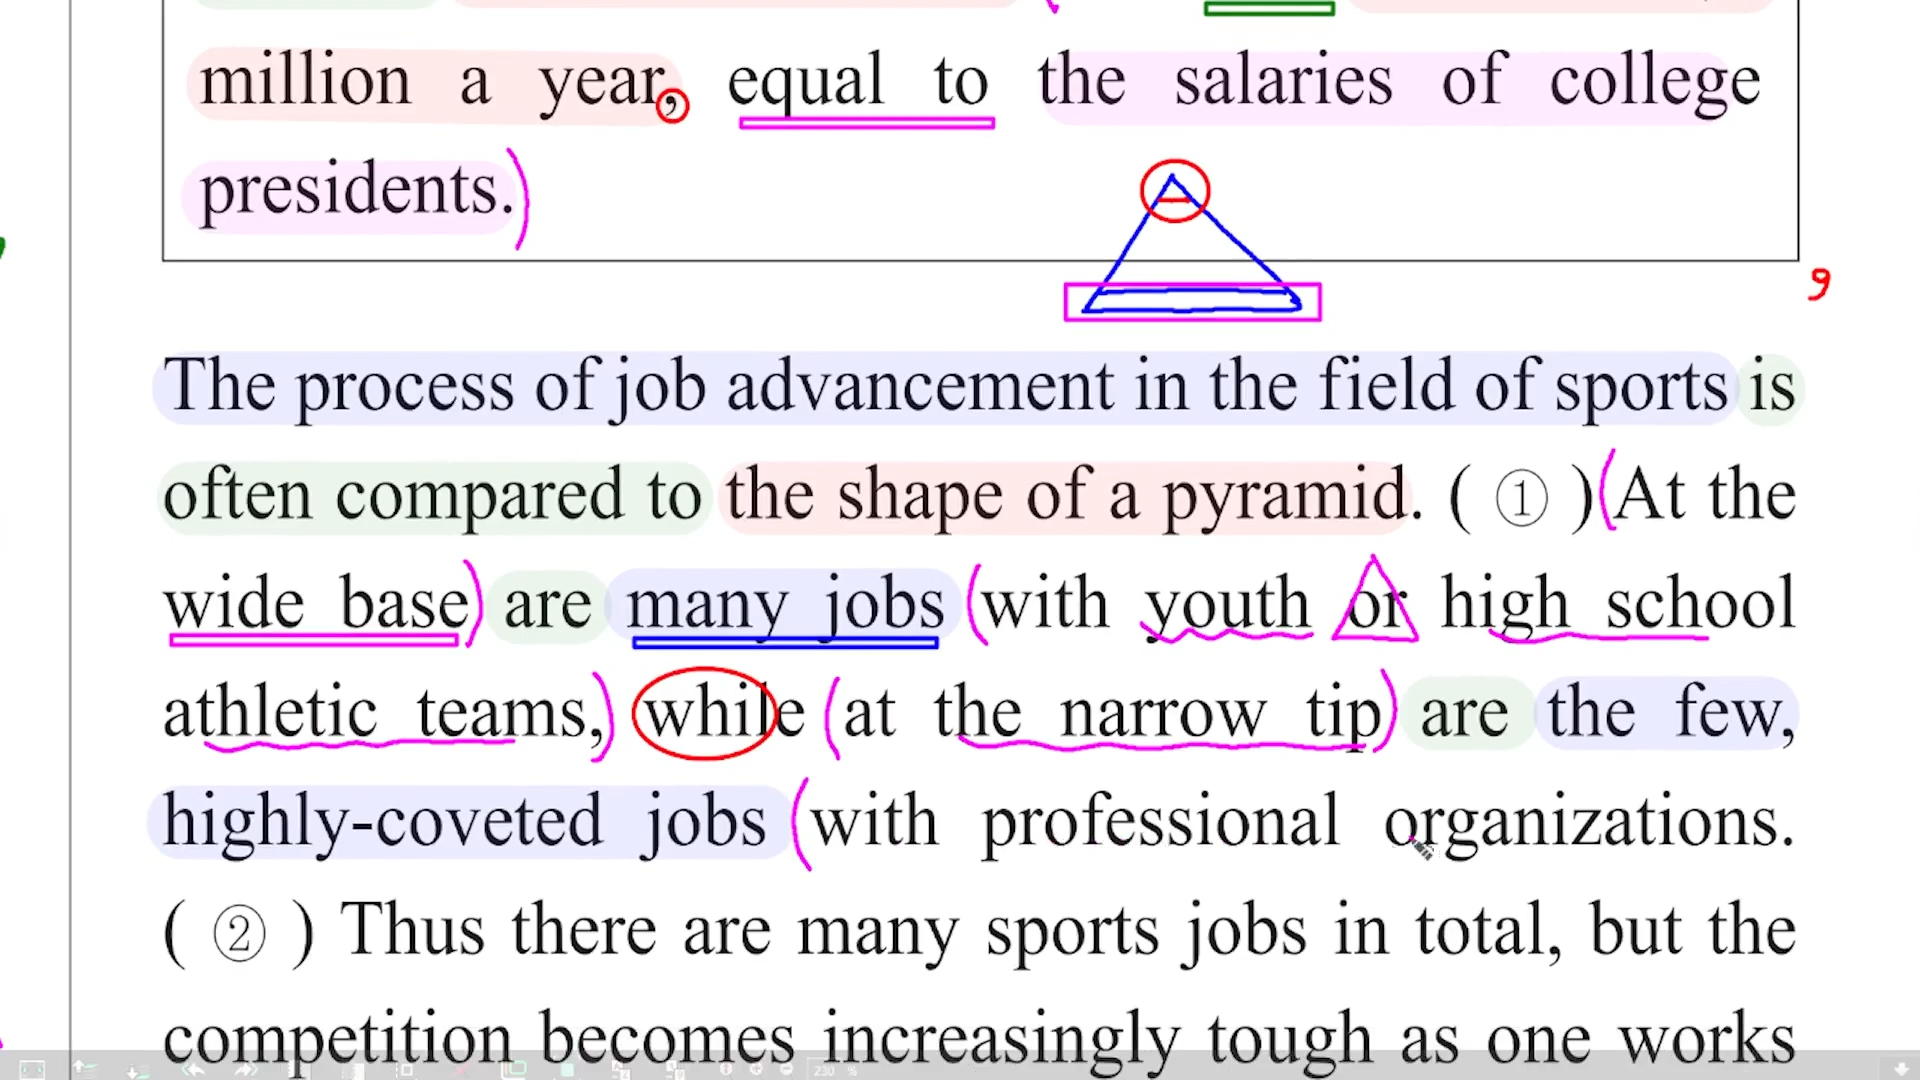 million a year, equal to the salaries of college
presidents.)
The process of job advancement in the field of sports is
often compared to the shape of a pyramid. ( ① ) (At the
wide base) are many jobs (with youth or high school
athletic teams,) while (at the narrow tip) are the few,
highly-coveted jobs (with professional organizations.
( ② ) Thus there are many sports jobs in total, but the
competition becomes increasingly tough as one works
230 %